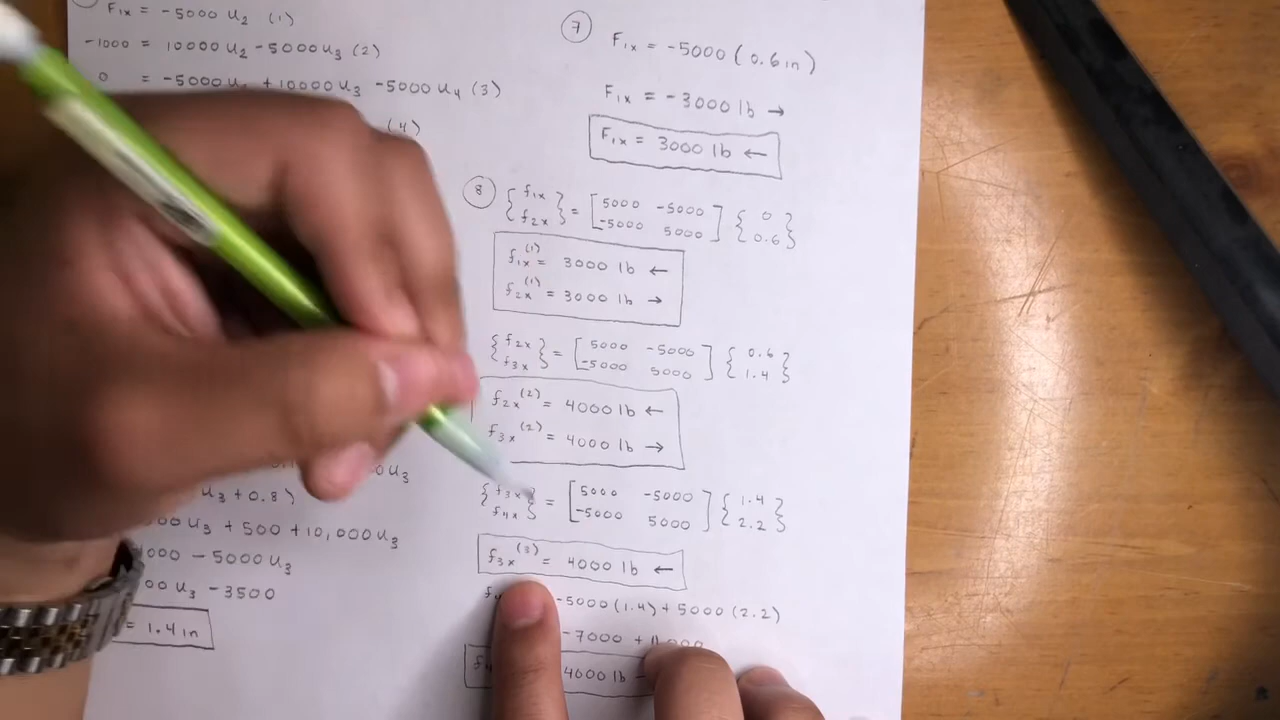 F1x = -5000 u2 (1)
-1000 = 10000 u2 - 5000 u3 (2)
0 = -5000 u + 10000 u3 - 5000 u4 (3)
(4)
u3
u3 + 0.8)
u3 + 500 + 10,000 u3
000 - 5000 u3
00 u3 - 3500
= 1.4 in
7
F1x = -5000 (0.6 in)
F1x = -3000 lb →
F1x = 3000 lb ←
8 { f1x f2x } = [ 5000 -5000 -5000 5000 ] { 0 0.6 }
f1x (1) = 3000 lb ←
f2x (1) = 3000 lb →
{ f2x f3x } = [ 5000 -5000 -5000 5000 ] { 0.6 1.4 }
f2x (2) = 4000 lb ←
f3x (2) = 4000 lb →
{ f3x f4x } = [ 5000 -5000 -5000 5000 ] { 1.4 2.2 }
f3x (3) = 4000 lb ←
-5000 (1.4) + 5000 (2.2)
-7000 + 11000
4000 lb